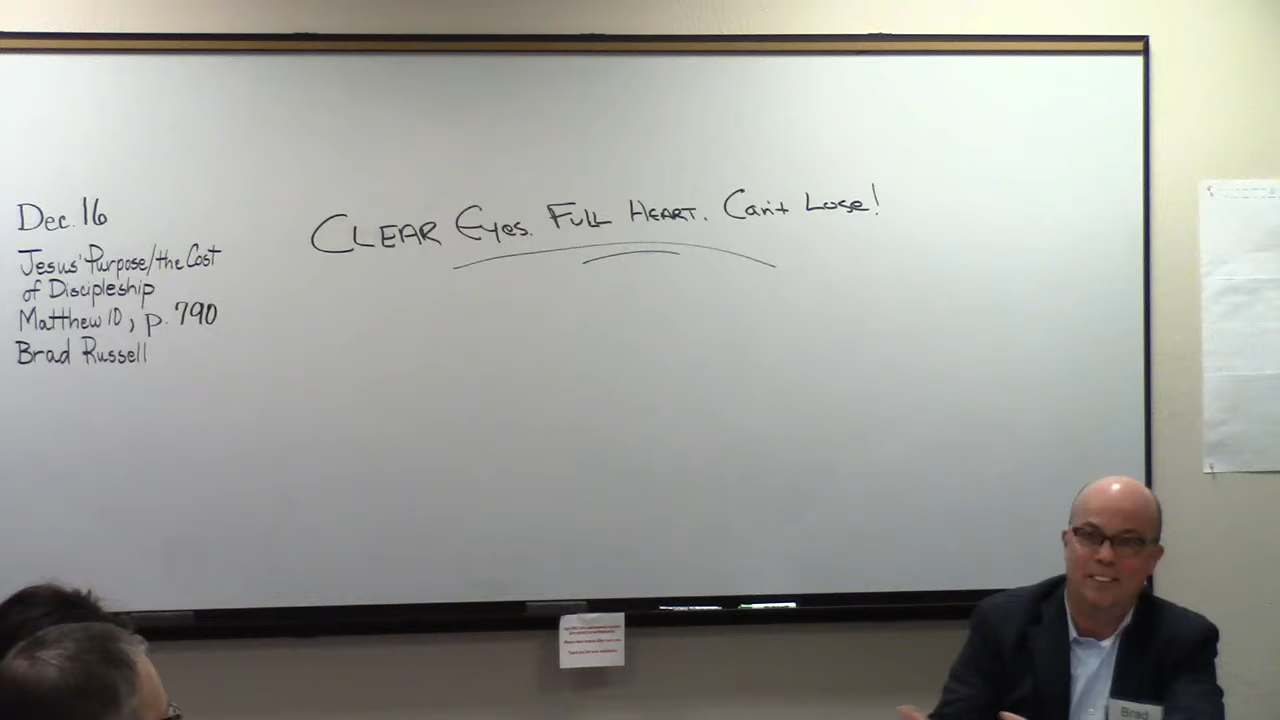 Dec. 16
Jesus' Purpose/the Cost
of Discipleship
Matthew 10, p. 790
Brad Russell
CLEAR Eyes. FULL HEART. Can't Lose!
Brad